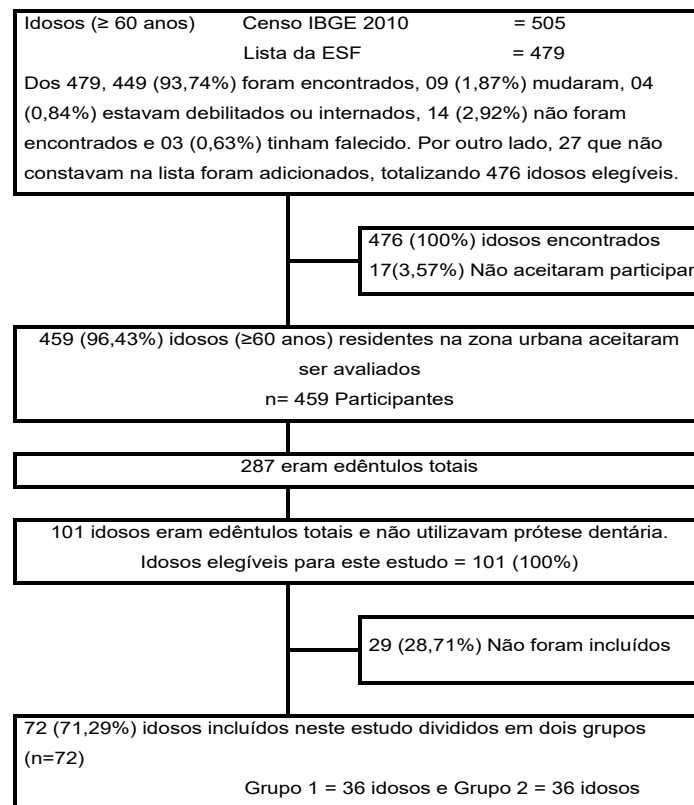 Idosos (≥ 60 anos) Censo IBGE 2010 = 505
Lista da ESF = 479
Dos 479, 449 (93,74%) foram encontrados, 09 (1,87%) mudaram, 04
(0,84%) estavam debilitados ou internados, 14 (2,92%) não foram
encontrados e 03 (0,63%) tinham falecido. Por outro lado, 27 que não
constavam na lista foram adicionados, totalizando 476 idosos elegíveis.
476 (100%) idosos encontrados
17(3,57%) Não aceitaram participar
459 (96,43%) idosos (≥60 anos) residentes na zona urbana aceitaram
ser avaliados
n= 459 Participantes
287 eram edêntulos totais
101 idosos eram edêntulos totais e não utilizavam prótese dentária.
Idosos elegíveis para este estudo = 101 (100%)
29 (28,71%) Não foram incluídos
72 (71,29%) idosos incluídos neste estudo divididos em dois grupos
(n=72)
Grupo 1 = 36 idosos e Grupo 2 = 36 idosos